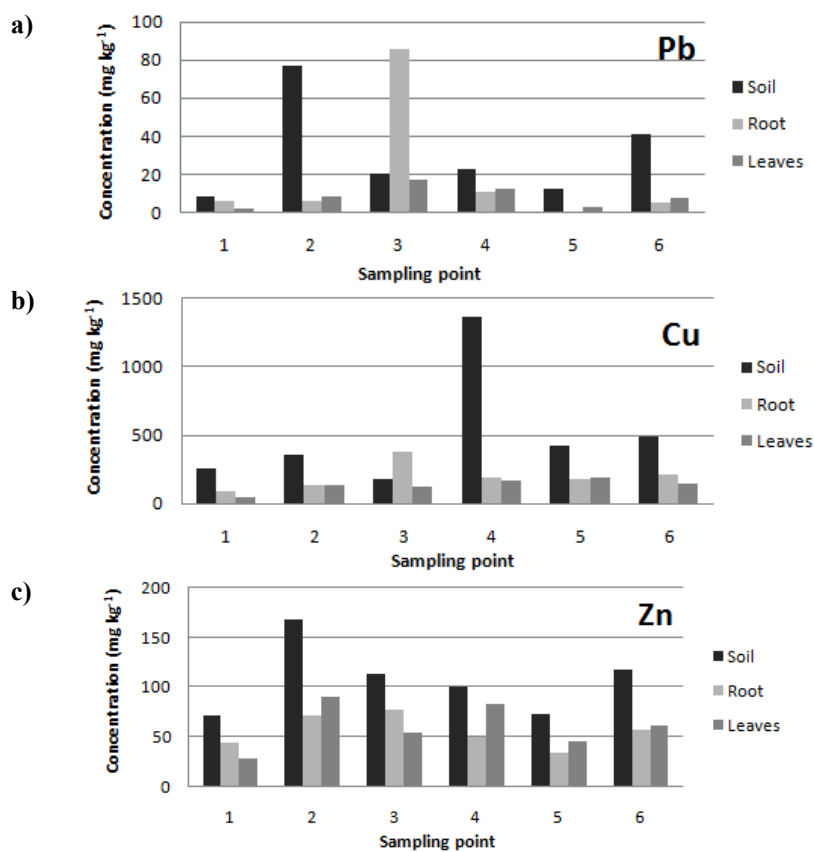 a)
Pb
Concentration (mg kg⁻¹)
100
80
60
40
20
0
1 2 3 4 5 6
Sampling point
Soil
Root
Leaves
b)
Cu
Concentration (mg kg⁻¹)
1500
1000
500
0
1 2 3 4 5 6
Sampling point
Soil
Root
Leaves
c)
Zn
Concentration (mg kg⁻¹)
200
150
100
50
0
1 2 3 4 5 6
Sampling point
Soil
Root
Leaves